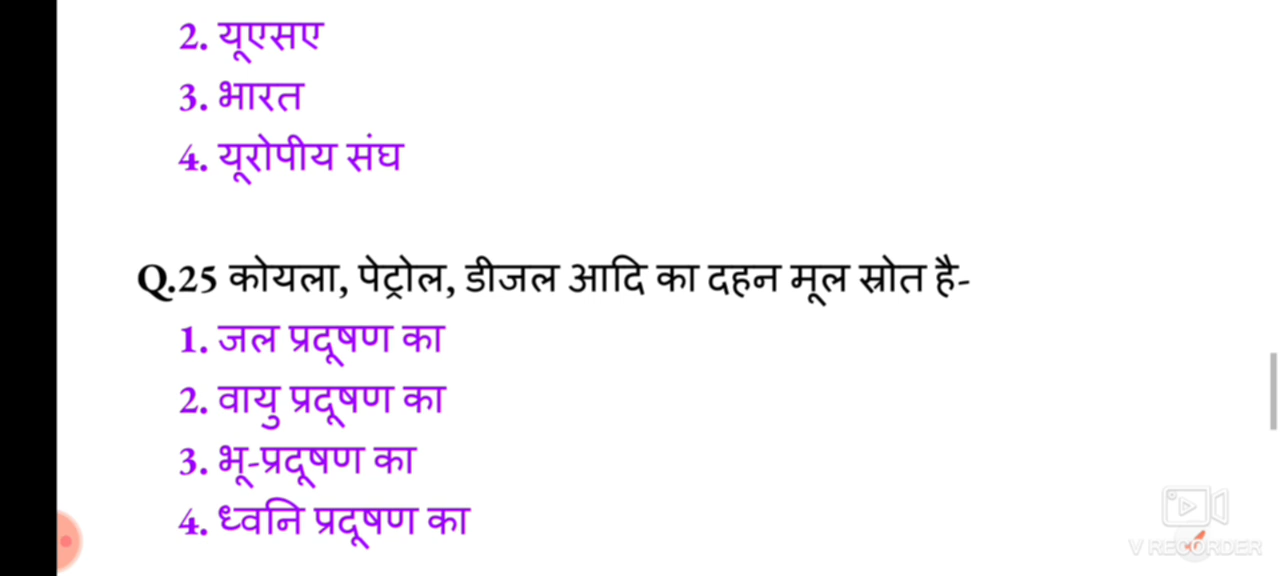 2. यूएसए
3. भारत
4. यूरोपीय संघ
Q.25 कोयला, पेट्रोल, डीजल आदि का दहन मूल स्रोत है-
1. जल प्रदूषण का
2. वायु प्रदूषण का
3. भू-प्रदूषण का
4. ध्वनि प्रदूषण का
V RECORDER